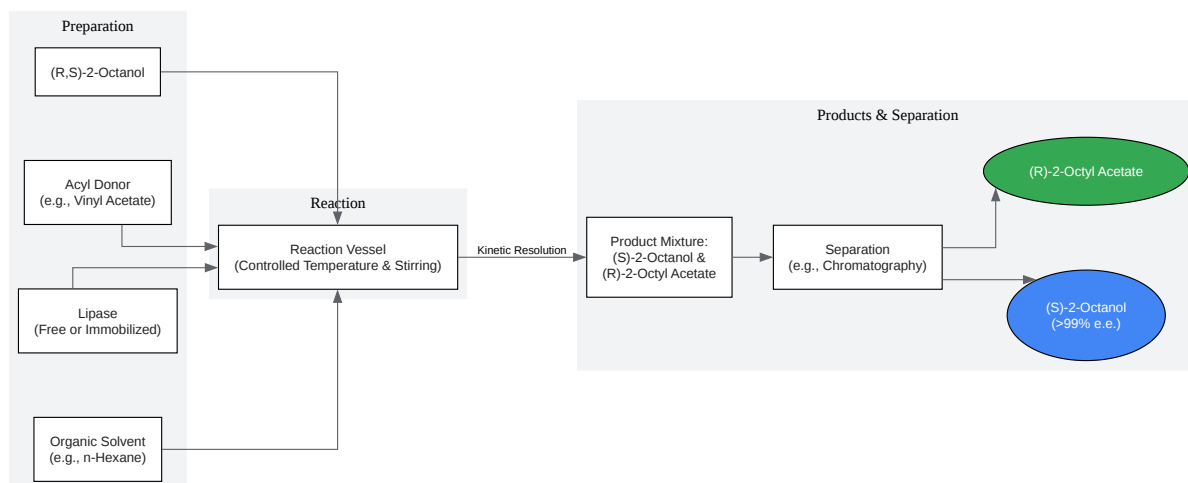 Preparation
(R,S)-2-Octanol
Acyl Donor
(e.g., Vinyl Acetate)
Lipase
(Free or Immobilized)
Organic Solvent
(e.g., n-Hexane)
Reaction
Reaction Vessel
(Controlled Temperature & Stirring)
Kinetic Resolution
Products & Separation
Product Mixture:
(S)-2-Octanol &
(R)-2-Octyl Acetate
Separation
(e.g., Chromatography)
(R)-2-Octyl Acetate
(S)-2-Octanol
(>99% e.e.)